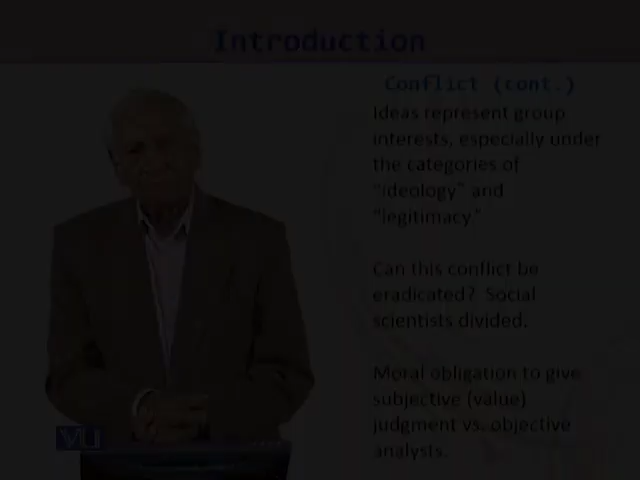 Introduction
Conflict (cont.)
Ideas represent group
interests, especially under
the categories of
"ideology" and
"legitimacy."
Can this conflict be
eradicated? Social
scientists divided.
Moral obligation to give
subjective (value)
judgment vs. objective
analysts.
VU